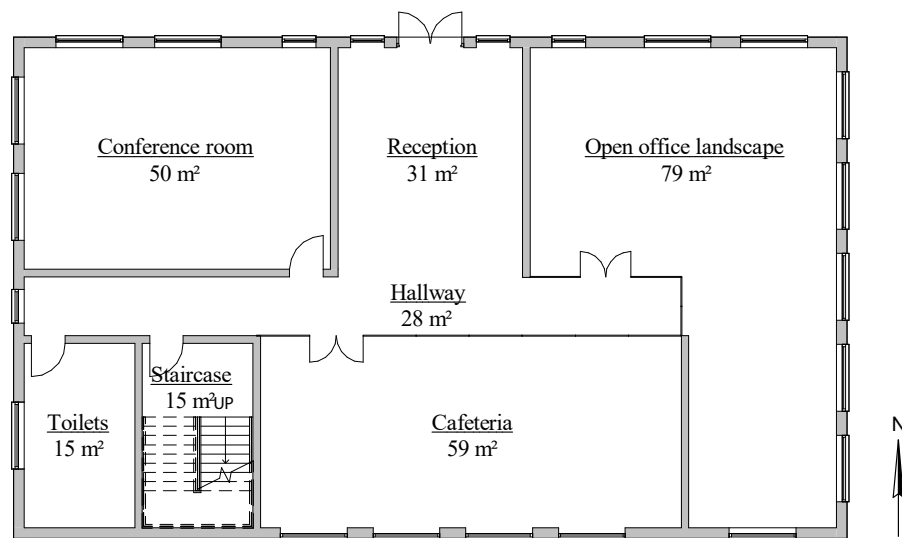 Conference room
50 m²
Reception
31 m²
Open office landscape
79 m²
Hallway
28 m²
Staircase
15 m²
UP
Toilets
15 m²
Cafeteria
59 m²
N